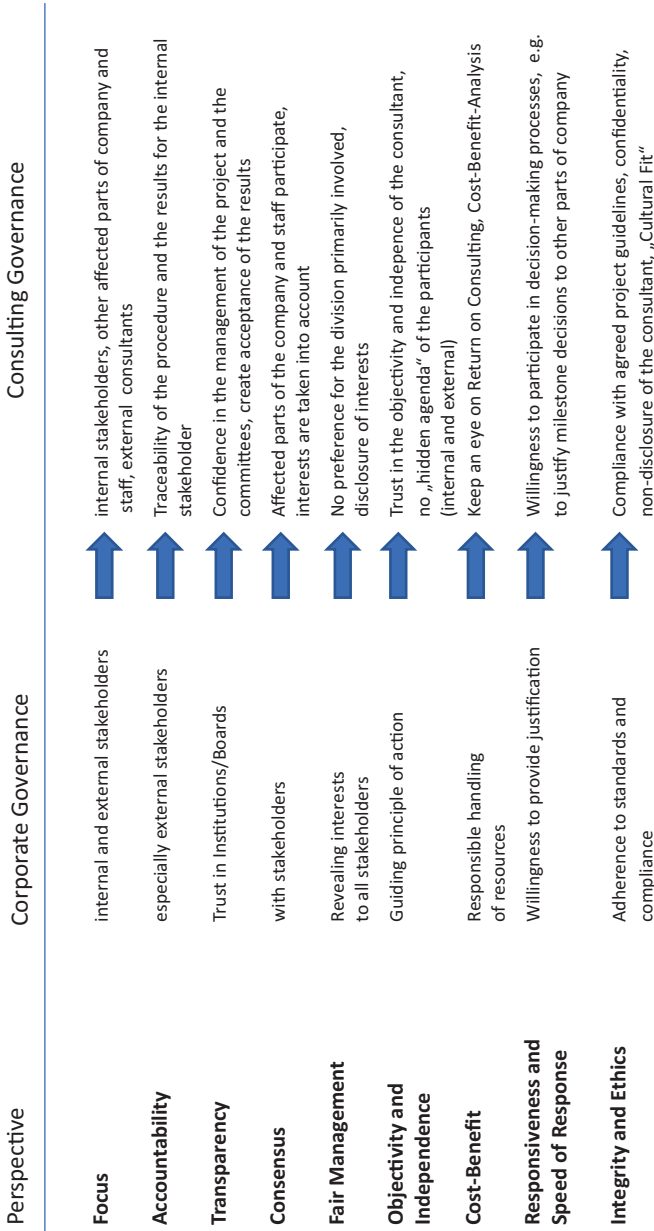 Perspective
Corporate Governance
Consulting Governance
Focus
internal and external stakeholders
internal stakeholders, other affected parts of company and
staff, external consultants
Accountability
especially external stakeholders
Traceability of the procedure and the results for the internal
stakeholder
Transparency
Trust in Institutions/Boards
Confidence in the management of the project and the
committees, create acceptance of the results
Consensus
with stakeholders
Affected parts of the company and staff participate,
interests are taken into account
Fair Management
Revealing interests
to all stakeholders
No preference for the division primarily involved,
disclosure of interests
Objectivity and
Independence
Guiding principle of action
Trust in the objectivity and indepence of the consultant,
no „hidden agenda“ of the participants
(internal and external)
Cost-Benefit
Responsible handling
of resources
Keep an eye on Return on Consulting, Cost-Benefit-Analysis
Responsiveness and
Speed of Response
Willingness to provide justification
Willingness to participate in decision-making processes, e.g.
to justify milestone decisions to other parts of company
Integrity and Ethics
Adherence to standards and
compliance
Compliance with agreed project guidelines, confidentiality,
non-disclosure of the consultant, „Cultural Fit“